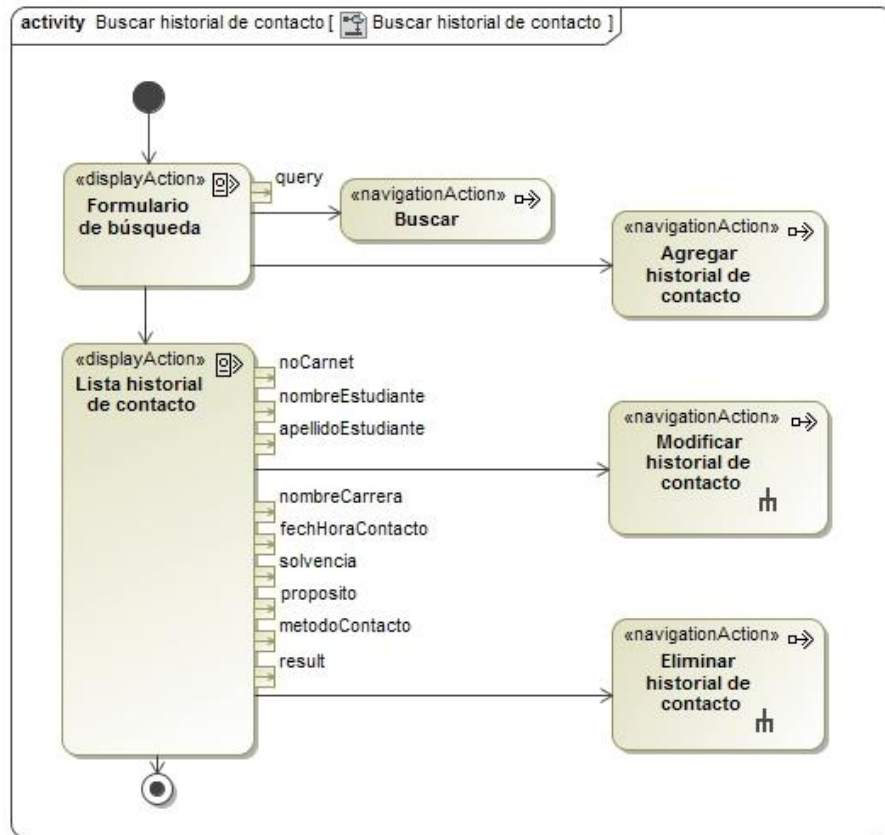 activity Buscar historial de contacto [ Buscar historial de contacto ]
«displayAction»
Formulario
de búsqueda
query
«navigationAction»
Buscar
«navigationAction»
Agregar
historial de
contacto
«displayAction»
Lista historial
de contacto
noCarnet
nombreEstudiante
apellidoEstudiante
«navigationAction»
Modificar
historial de
contacto
nombreCarrera
fechHoraContacto
solvencia
proposito
metodoContacto
result
«navigationAction»
Eliminar
historial de
contacto